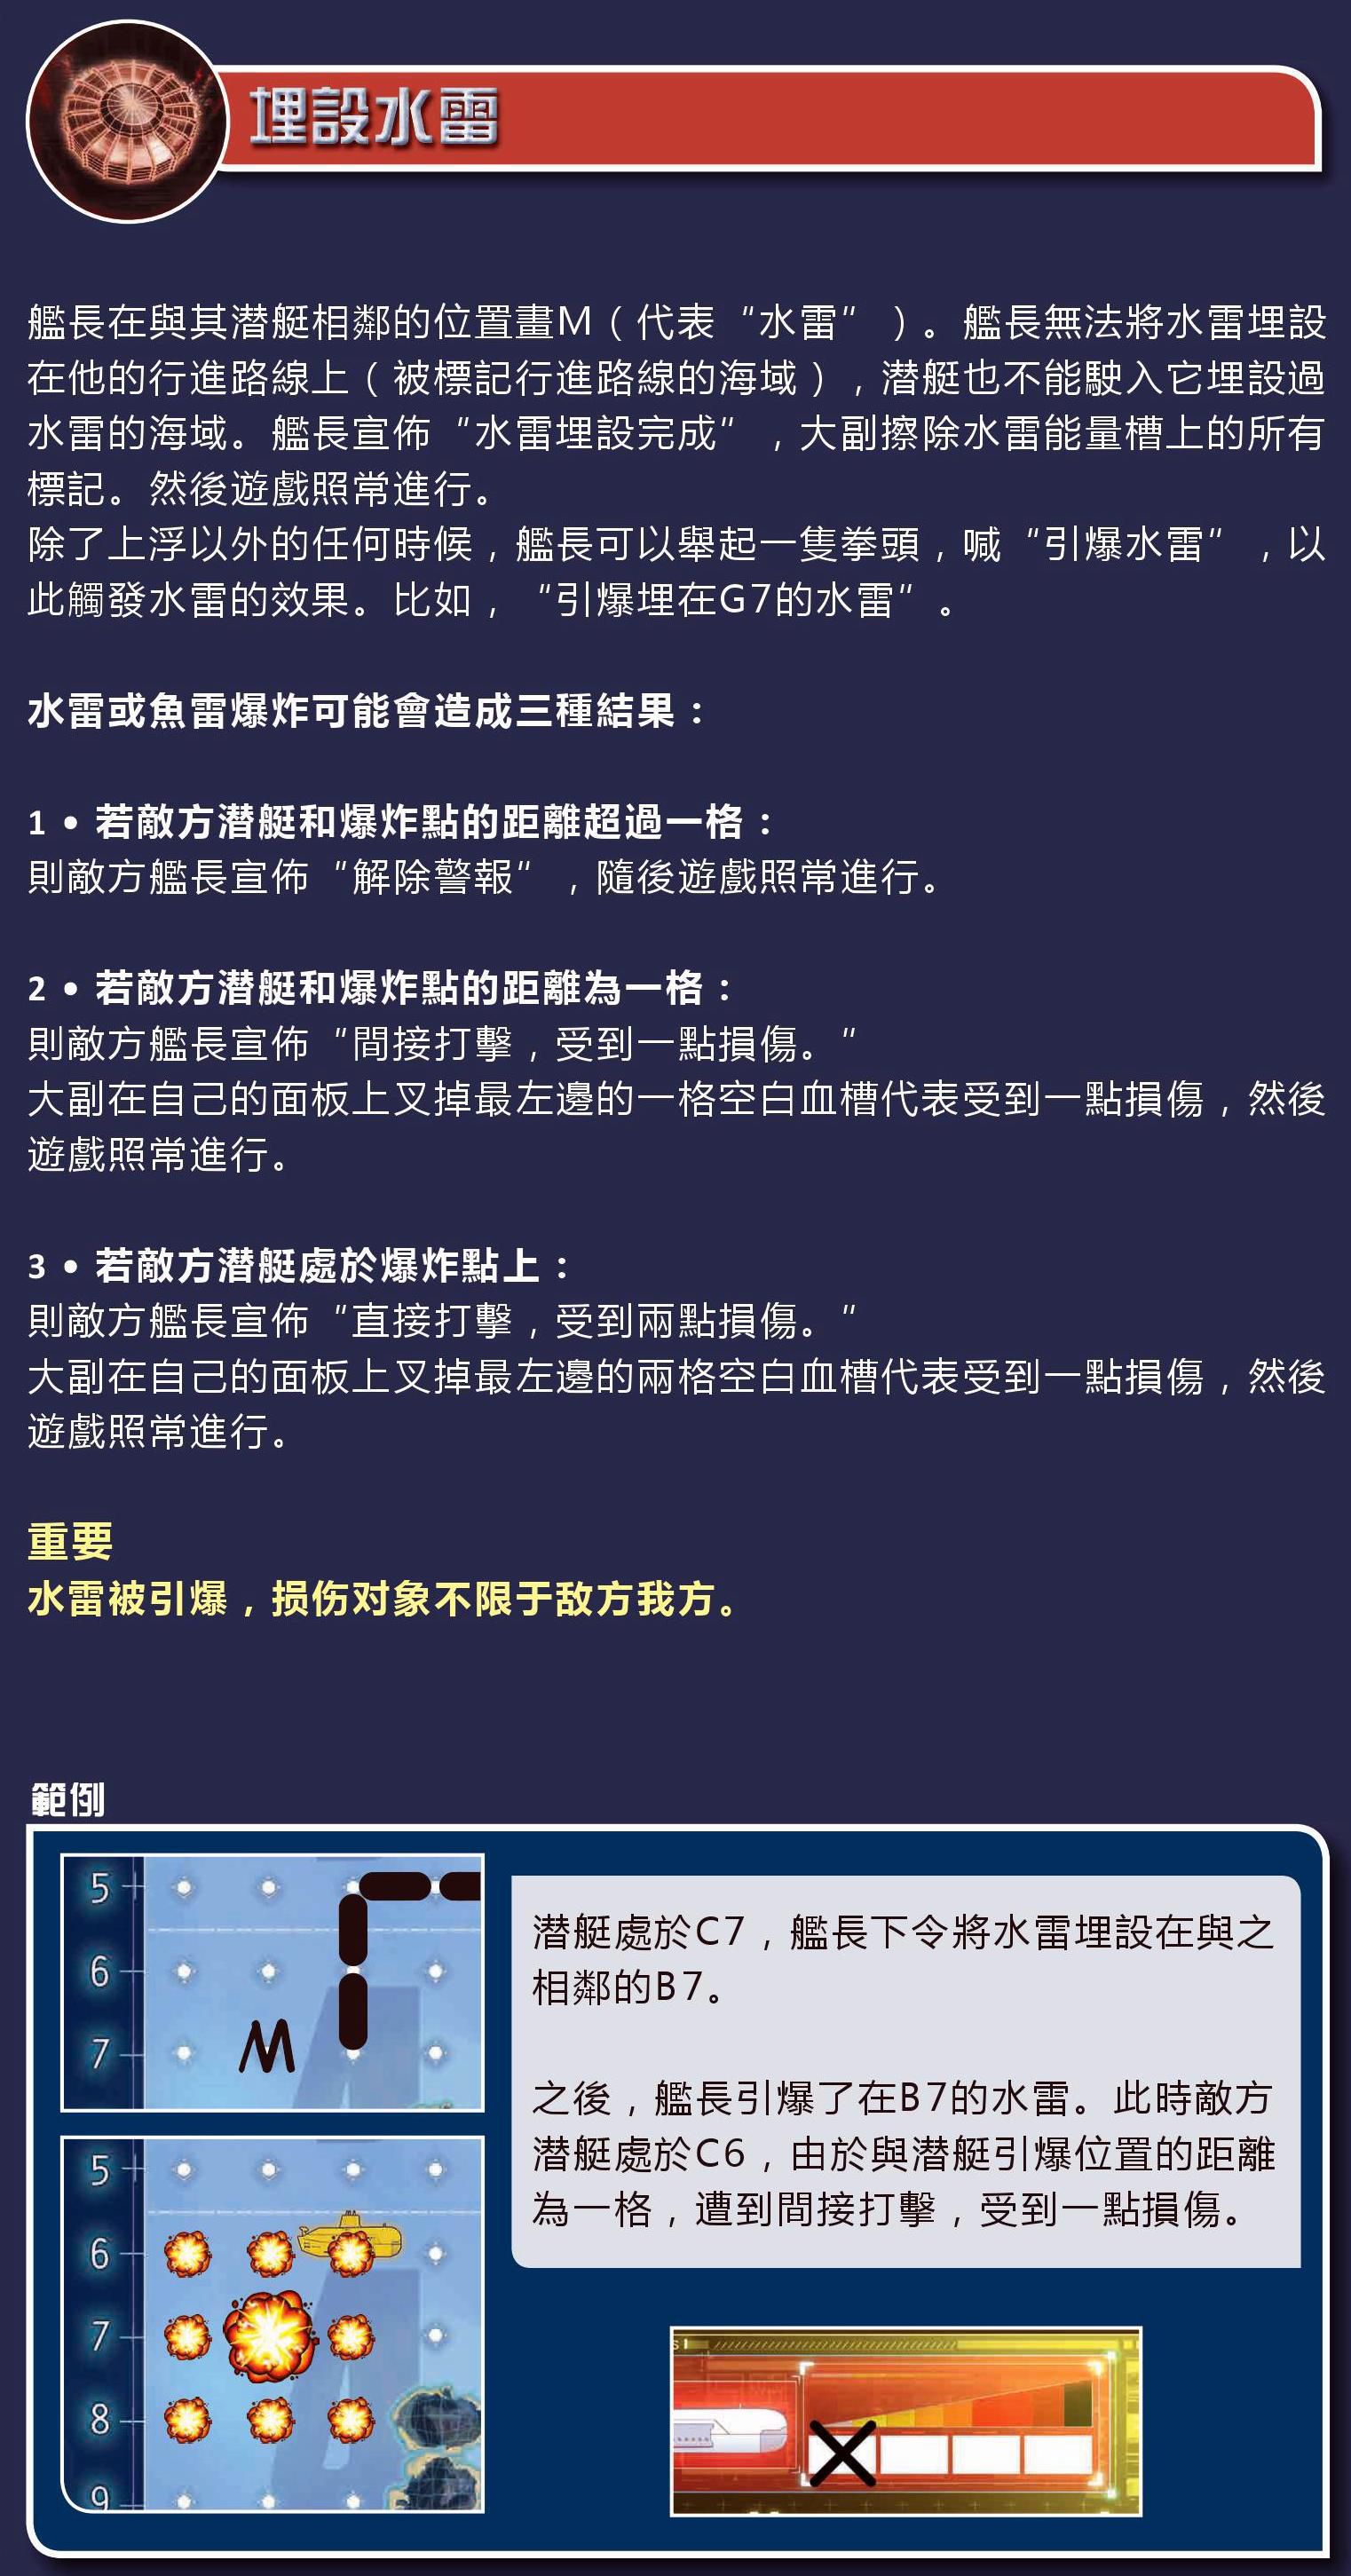 埋設水雷
艦長在與其潜艇相鄰的位置畫M（代表“水雷”）。艦長無法將水雷埋設
在他的行進路線上（被標記行進路線的海域），潜艇也不能駛入它埋設過
水雷的海域。艦長宣佈“水雷埋設完成”，大副擦除水雷能量槽上的所有
標記。然後遊戲照常進行。
除了上浮以外的任何時候，艦長可以舉起一隻拳頭，喊“引爆水雷”，以
此觸發水雷的效果。比如，“引爆埋在G7的水雷”。
水雷或魚雷爆炸可能會造成三種結果：
1 • 若敵方潜艇和爆炸點的距離超過一格：
則敵方艦長宣佈“解除警報“，隨後遊戲照常進行。
2 • 若敵方潜艇和爆炸點的距離為一格：
則敵方艦長宣佈“間接打擊，受到一點損傷。”
大副在自己的面板上叉掉最左邊的一格空白血槽代表受到一點損傷，然後
遊戲照常進行。
3 • 若敵方潜艇處於爆炸點上：
則敵方艦長宣佈“直接打擊，受到兩點損傷。”
大副在自己的面板上叉掉最左邊的兩格空白血槽代表受到一點損傷，然後
遊戲照常進行。
重要
水雷被引爆，损伤对象不限于敌方我方。
範例
5
6
7
M
潜艇處於C7，艦長下令將水雷埋設在與之
相鄰的B7。
之後，艦長引爆了在B7的水雷。此時敵方
潜艇處於C6，由於與潜艇引爆位置的距離
為一格，遭到間接打擊，受到一點損傷。
5
6
7
8
9